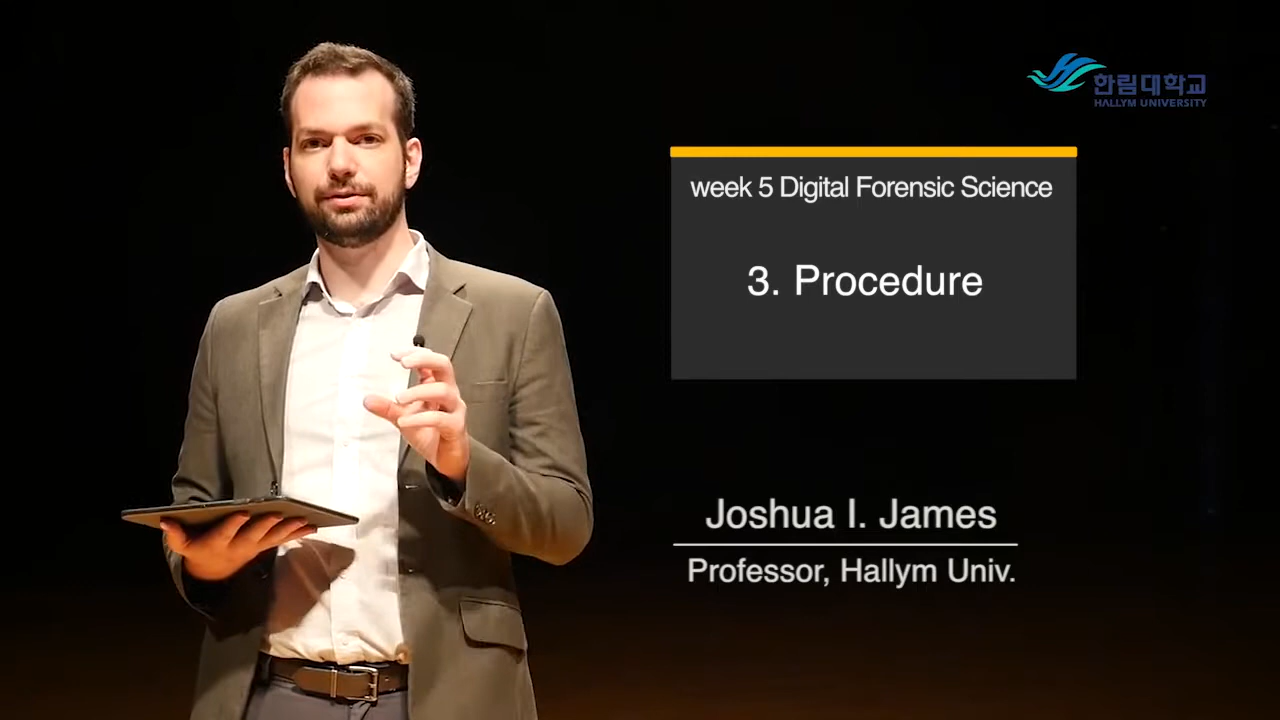 한림대학교
HALLYM UNIVERSITY
week 5 Digital Forensic Science
3. Procedure
Joshua I. James
Professor, Hallym Univ.